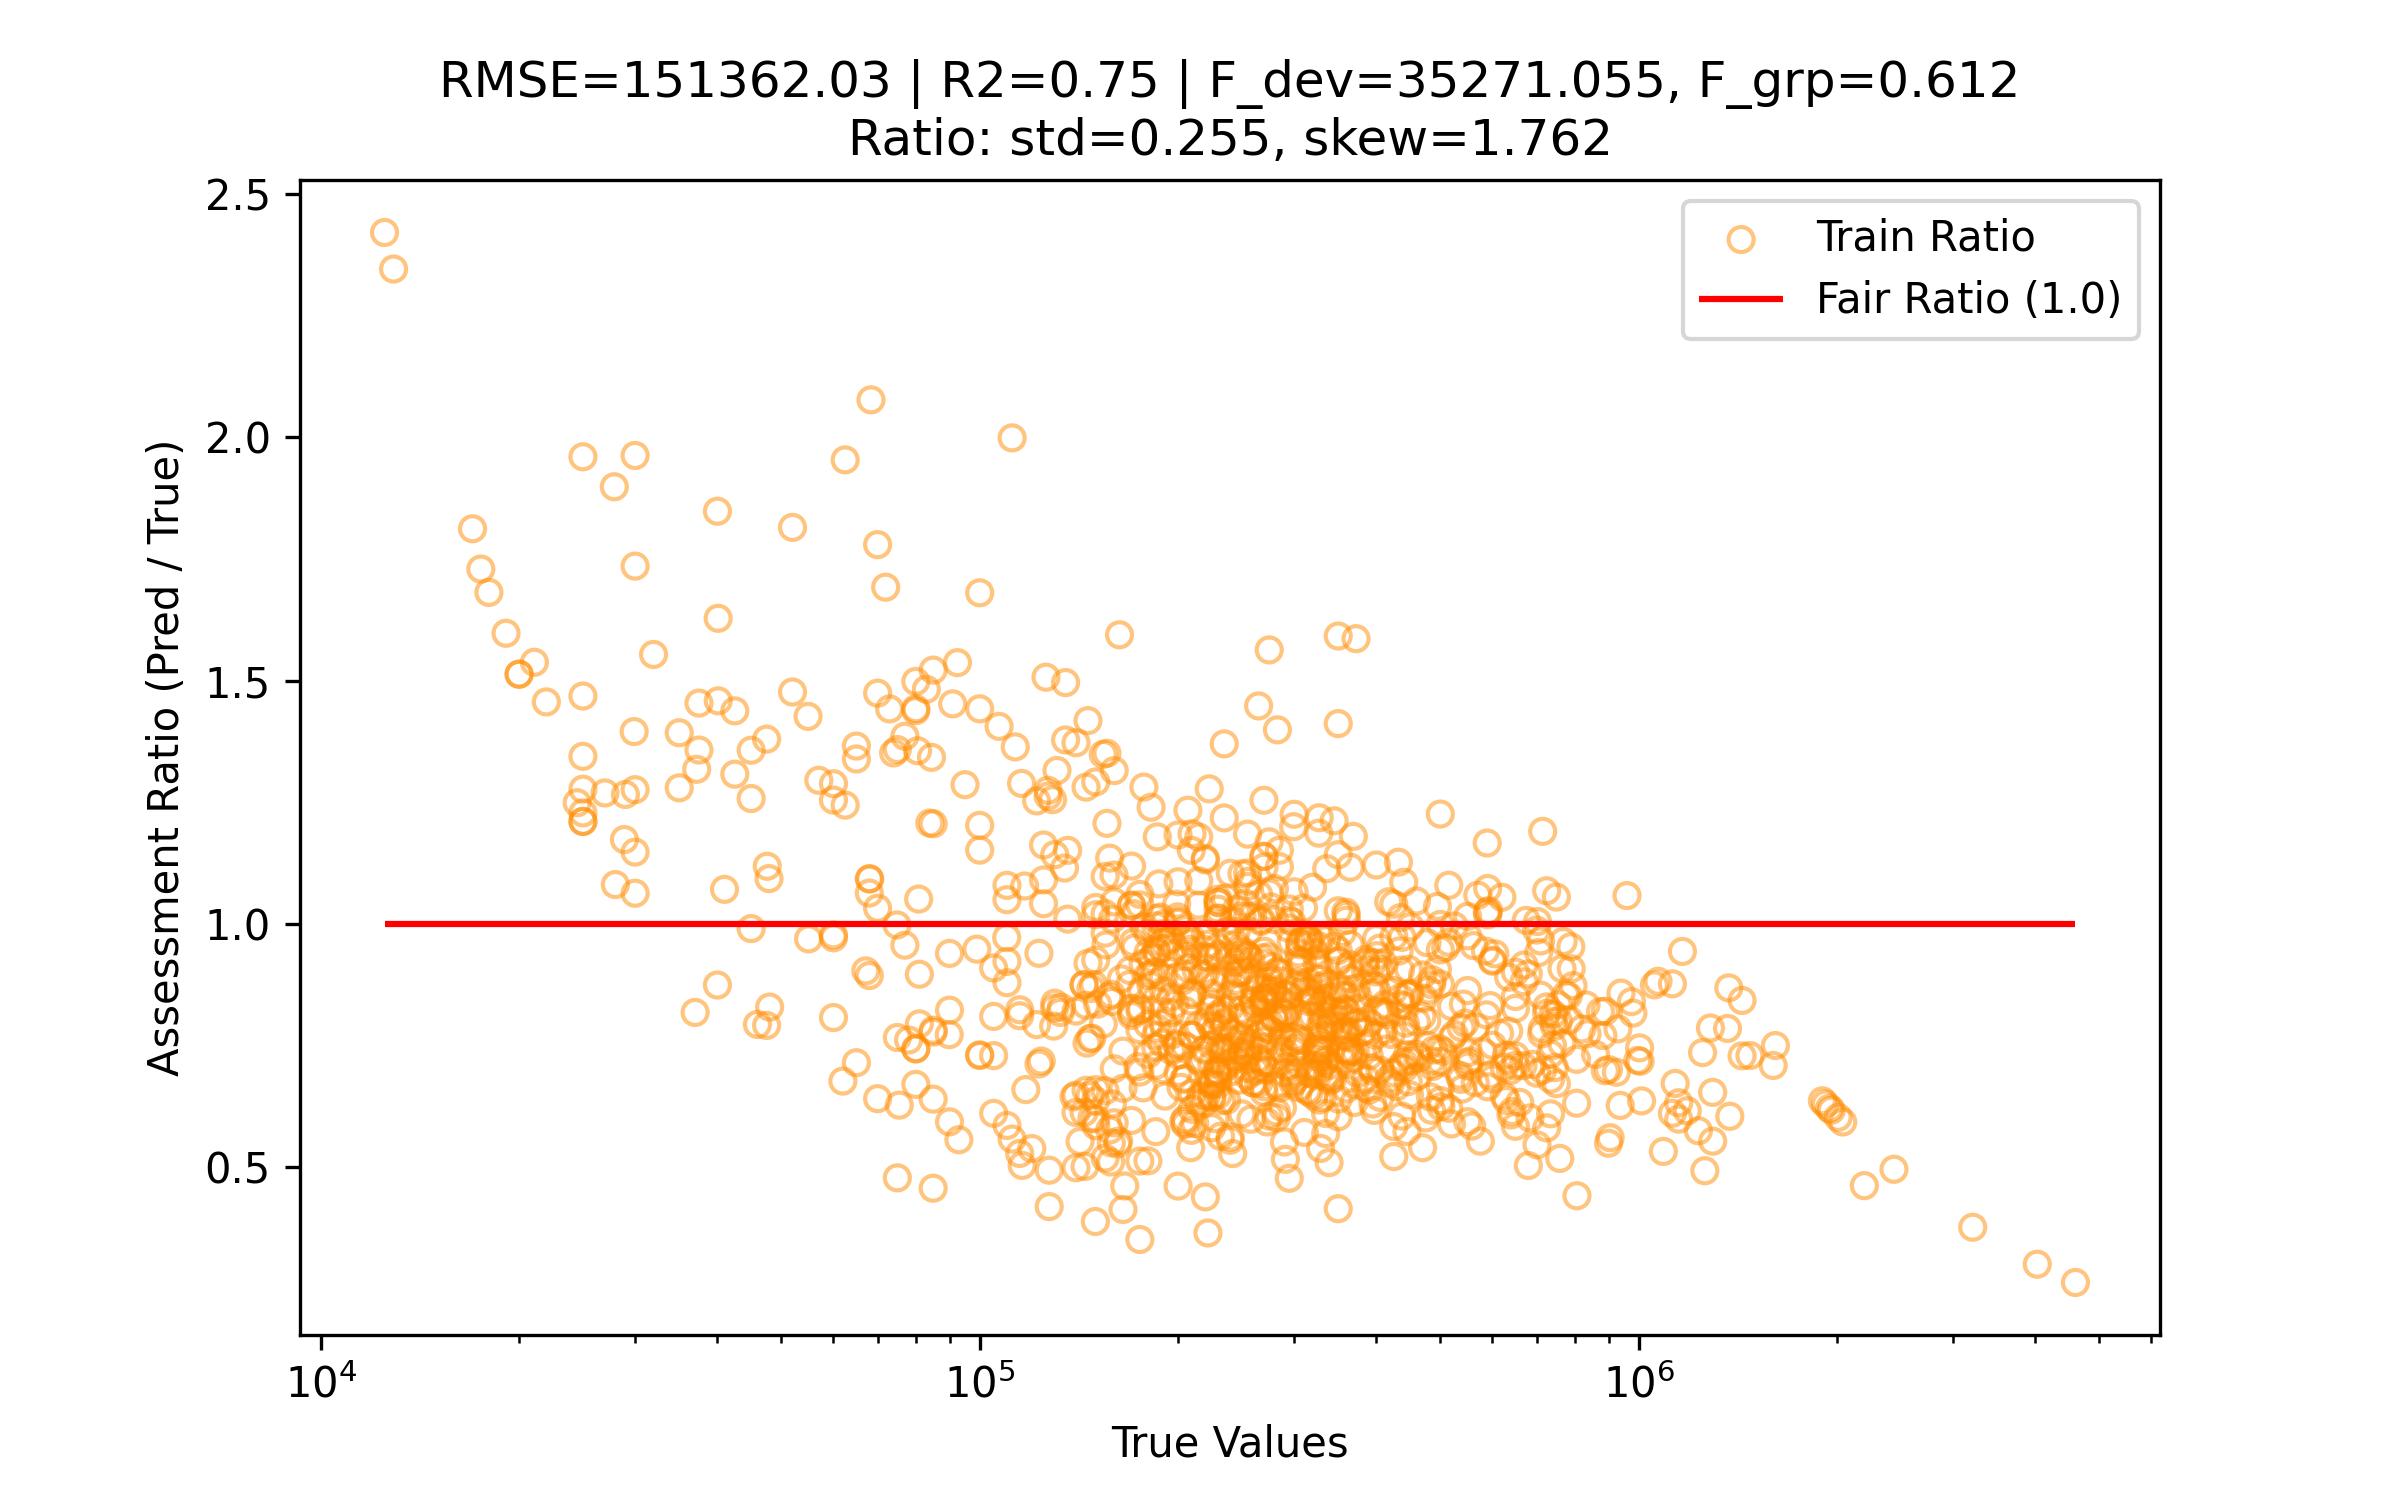 RMSE=151362.03 | R2=0.75 | F_dev=35271.055, F_grp=0.612
Ratio: std=0.255, skew=1.762
Train Ratio
Fair Ratio (1.0)
Assessment Ratio (Pred / True)
2.5
2.0
1.5
1.0
0.5
10⁴
10⁵
10⁶
True Values